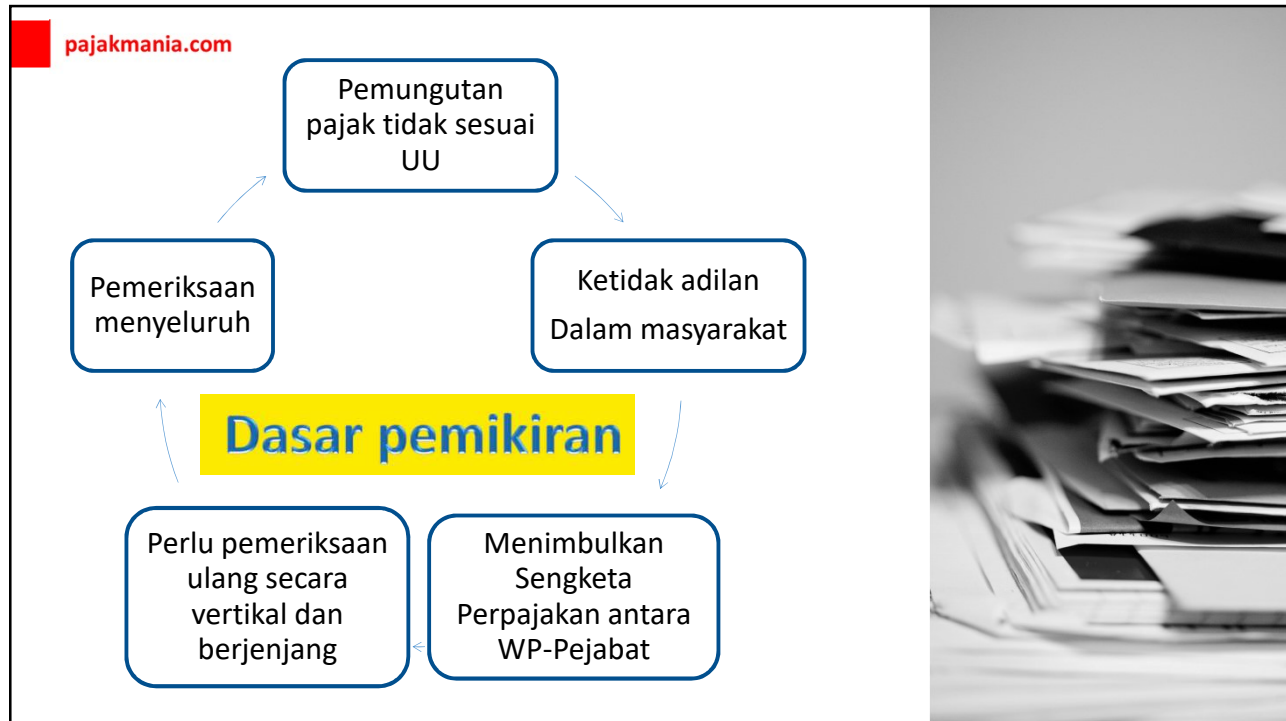 pajakmania.com
Pemungutan
pajak tidak sesuai
UU
Ketidak adilan
Dalam masyarakat
Menimbulkan
Sengketa
Perpajakan antara
WP-Pejabat
Perlu pemeriksaan
ulang secara
vertikal dan
berjenjang
Pemeriksaan
menyeluruh
Dasar pemikiran